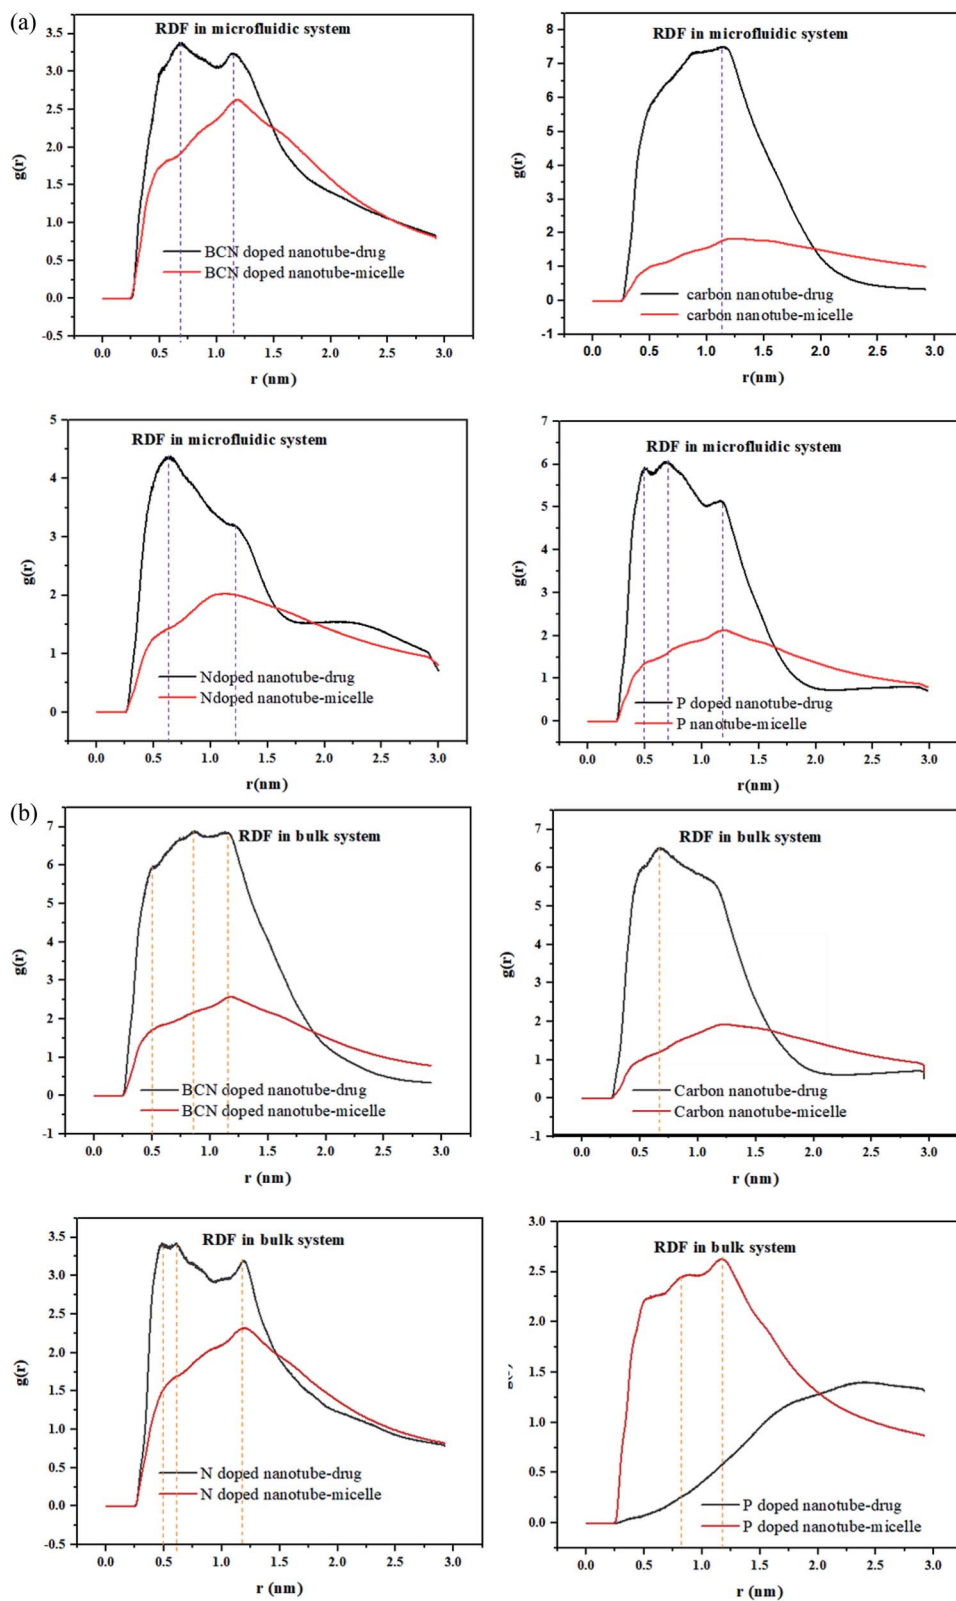 (a)
RDF in microfluidic system
3.5
3.0
2.5
2.0
1.5
1.0
0.5
0.0
-0.5
g(r)
BCN doped nanotube-drug
BCN doped nanotube-micelle
0.0 0.5 1.0 1.5 2.0 2.5 3.0
r (nm)
RDF in microfluidic system
8
7
6
5
4
3
2
1
0
-1
g(r)
carbon nanotube-drug
carbon nanotube-micelle
0.0 0.5 1.0 1.5 2.0 2.5 3.0
r(nm)
RDF in microfluidic system
5
4
3
2
1
0
g(r)
Ndoped nanotube-drug
Ndoped nanotube-micelle
0.0 0.5 1.0 1.5 2.0 2.5 3.0
r(nm)
RDF in microfluidic system
7
6
5
4
3
2
1
0
g(r)
P doped nanotube-drug
P nanotube-micelle
0.0 0.5 1.0 1.5 2.0 2.5 3.0
r(nm)
(b)
RDF in bulk system
7
6
5
4
3
2
1
0
-1
g(r)
BCN doped nanotube-drug
BCN doped nanotube-micelle
0.0 0.5 1.0 1.5 2.0 2.5 3.0
r (nm)
RDF in bulk system
7
6
5
4
3
2
1
0
-1
g(r)
Carbon nanotube-drug
Carbon nanotube-micelle
0.0 0.5 1.0 1.5 2.0 2.5 3.0
r (nm)
RDF in bulk system
3.5
3.0
2.5
2.0
1.5
1.0
0.5
0.0
-0.5
g(r)
N doped nanotube-drug
N doped nanotube-micelle
0.0 0.5 1.0 1.5 2.0 2.5 3.0
r (nm)
RDF in bulk system
3.0
2.5
2.0
1.5
1.0
0.5
0.0
P doped nanotube-drug
P doped nanotube-micelle
0.0 0.5 1.0 1.5 2.0 2.5 3.0
r (nm)